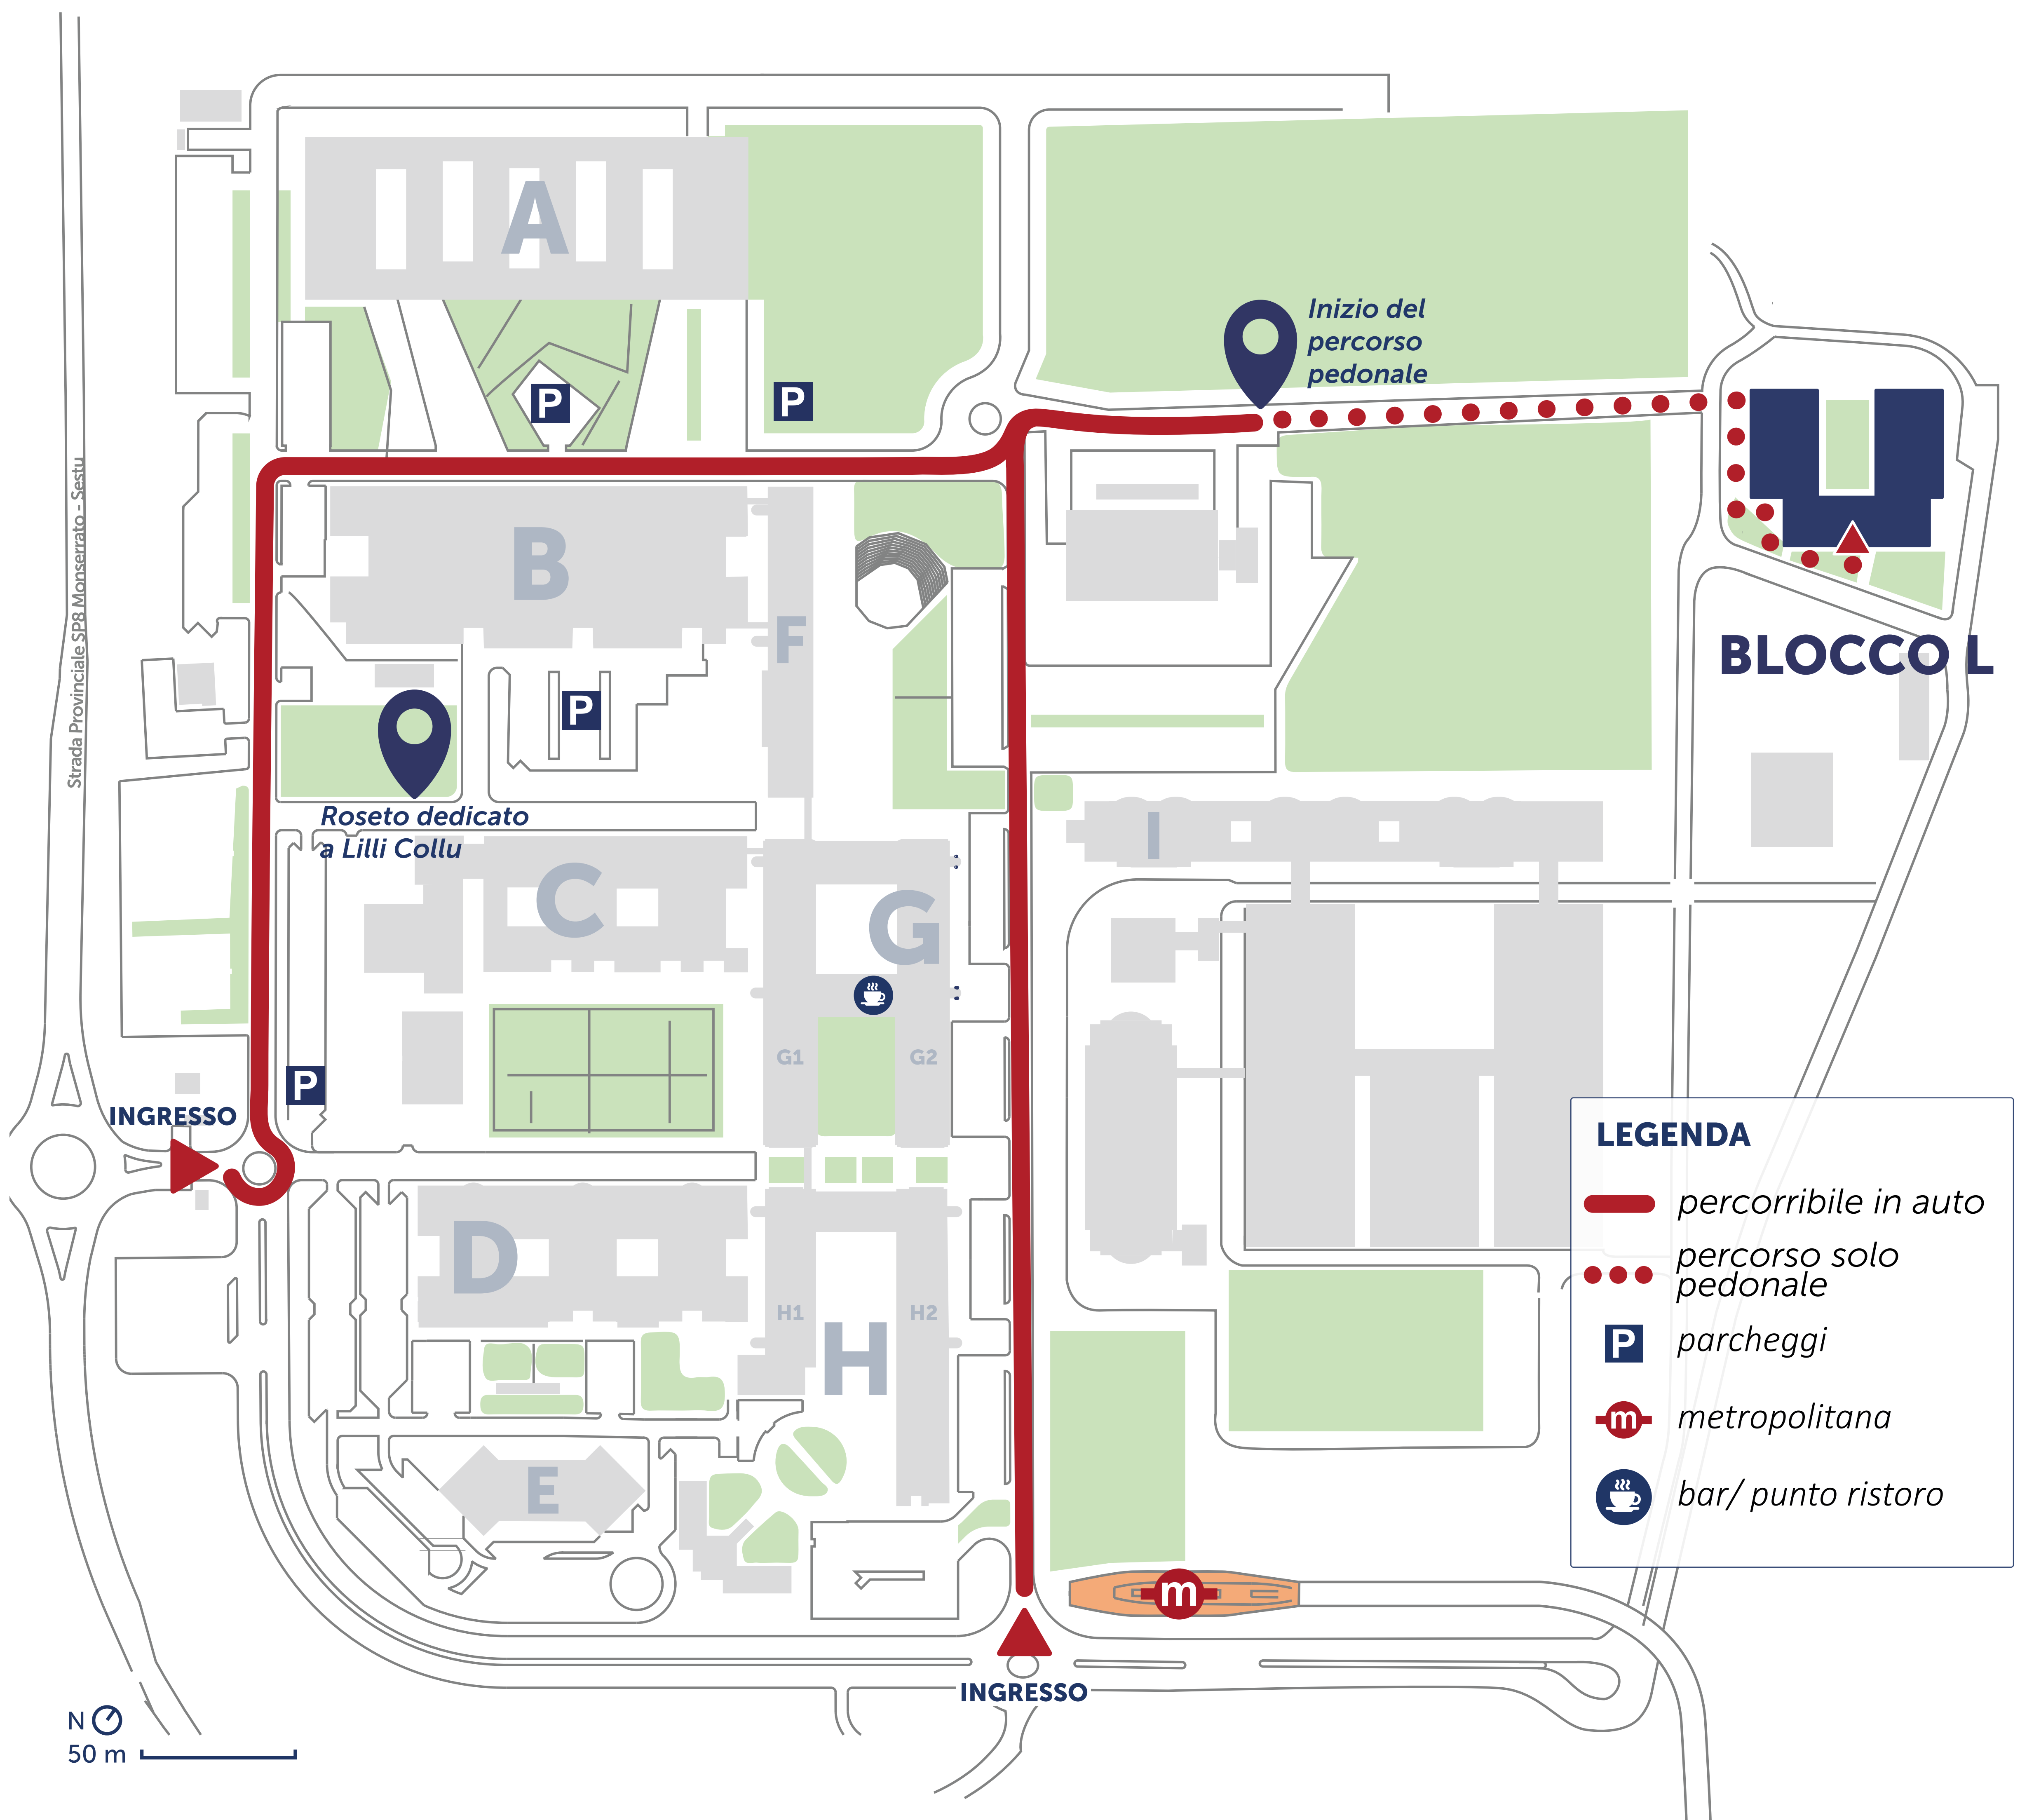 A
P
P
Inizio del
percorso
pedonale
Strada Provinciale SP8 Monserrato - Sestu
B
F
P
BLOCCO L
Roseto dedicato
a Lilli Collu
I
C
G
G1
G2
P
INGRESSO
D
H1
H2
H
E
m
INGRESSO
N
50 m
LEGENDA
percorribile in auto
percorso solo
pedonale
P
parcheggi
m
metropolitana
bar/ punto ristoro